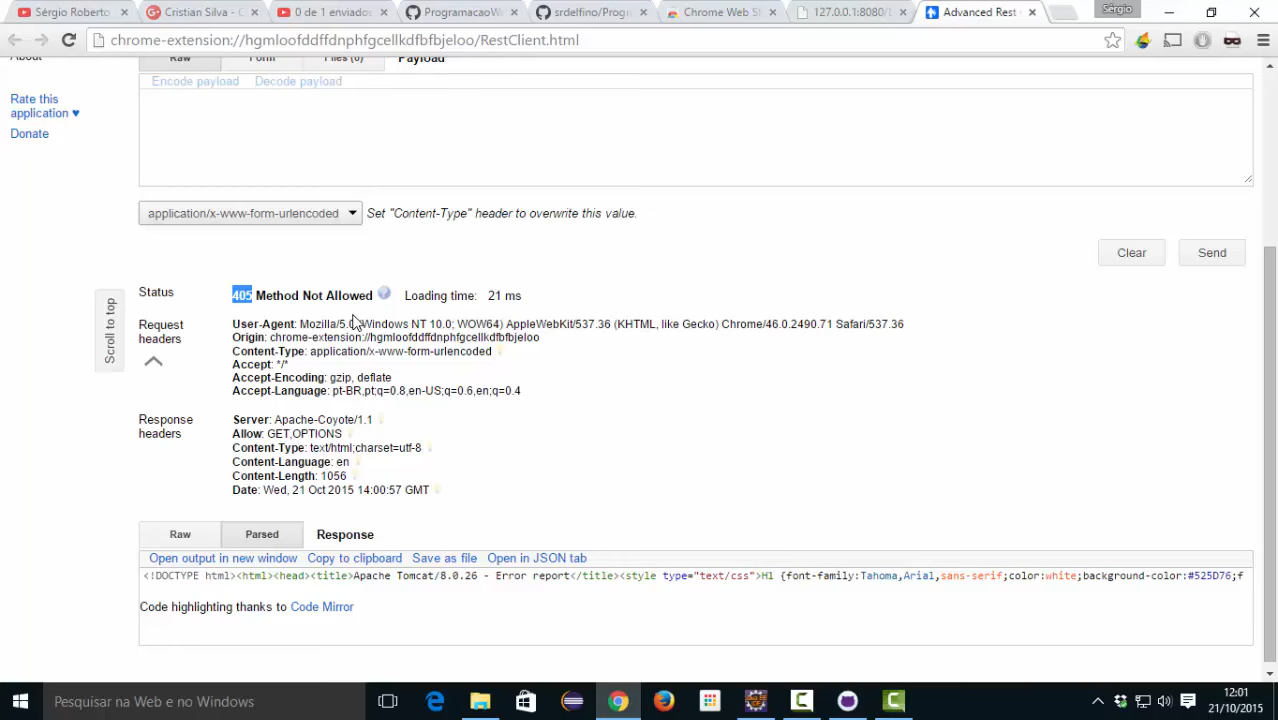 Sérgio Roberto
Cristian Silva - G
0 de 1 enviados
ProgramacaoW
srdelfino/Progr
Chrome Web St
127.0.0.1:8080/L
Advanced Rest
Sérgio
chrome-extension://hgmloofddffdnphfgcellkdfbfbjeloo/RestClient.html
About
Raw
Form
Files (0)
Payload
Encode payload
Decode payload
Rate this
application ♥
Donate
application/x-www-form-urlencoded
Set "Content-Type" header to overwrite this value.
Clear
Send
Scroll to top
Status
405 Method Not Allowed
Loading time: 21 ms
Request
headers
User-Agent: Mozilla/5.0 (Windows NT 10.0; WOW64) AppleWebKit/537.36 (KHTML, like Gecko) Chrome/46.0.2490.71 Safari/537.36
Origin: chrome-extension://hgmloofddffdnphfgcellkdfbfbjeloo
Content-Type: application/x-www-form-urlencoded
Accept: */*
Accept-Encoding: gzip, deflate
Accept-Language: pt-BR,pt;q=0.8,en-US;q=0.6,en;q=0.4
Response
headers
Server: Apache-Coyote/1.1
Allow: GET,OPTIONS
Content-Type: text/html;charset=utf-8
Content-Language: en
Content-Length: 1056
Date: Wed, 21 Oct 2015 14:00:57 GMT
Raw
Parsed
Response
Open output in new window
Copy to clipboard
Save as file
Open in JSON tab
<!DOCTYPE html><html><head><title>Apache Tomcat/8.0.26 - Error report</title><style type="text/css">H1 {font-family:Tahoma,Arial,sans-serif;color:white;background-color:#525D76;f
Code highlighting thanks to Code Mirror
Pesquisar na Web e no Windows
12:01
21/10/2015